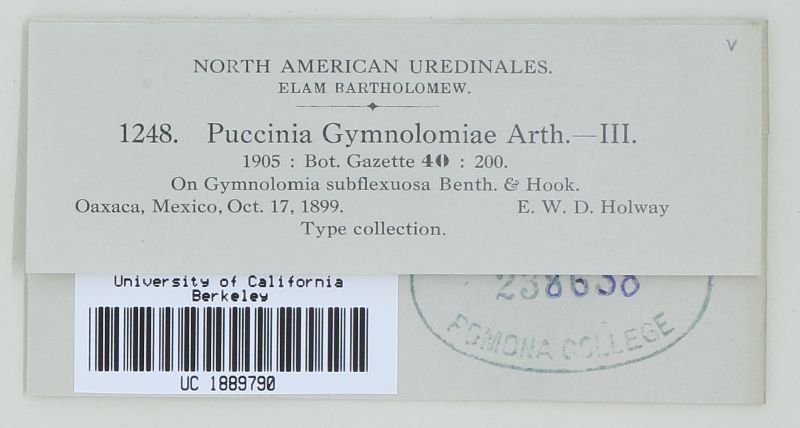 v
NORTH AMERICAN UREDINALES.
ELAM BARTHOLOMEW.
1248. Puccinia Gymnolomiae Arth.—III.
1905 : Bot. Gazette 40 : 200.
On Gymnolomia subflexuosa Benth. & Hook.
Oaxaca, Mexico, Oct. 17, 1899. E. W. D. Holway
Type collection.
University of California
Berkeley
UC 1889790
238638
POMONA COLLEGE